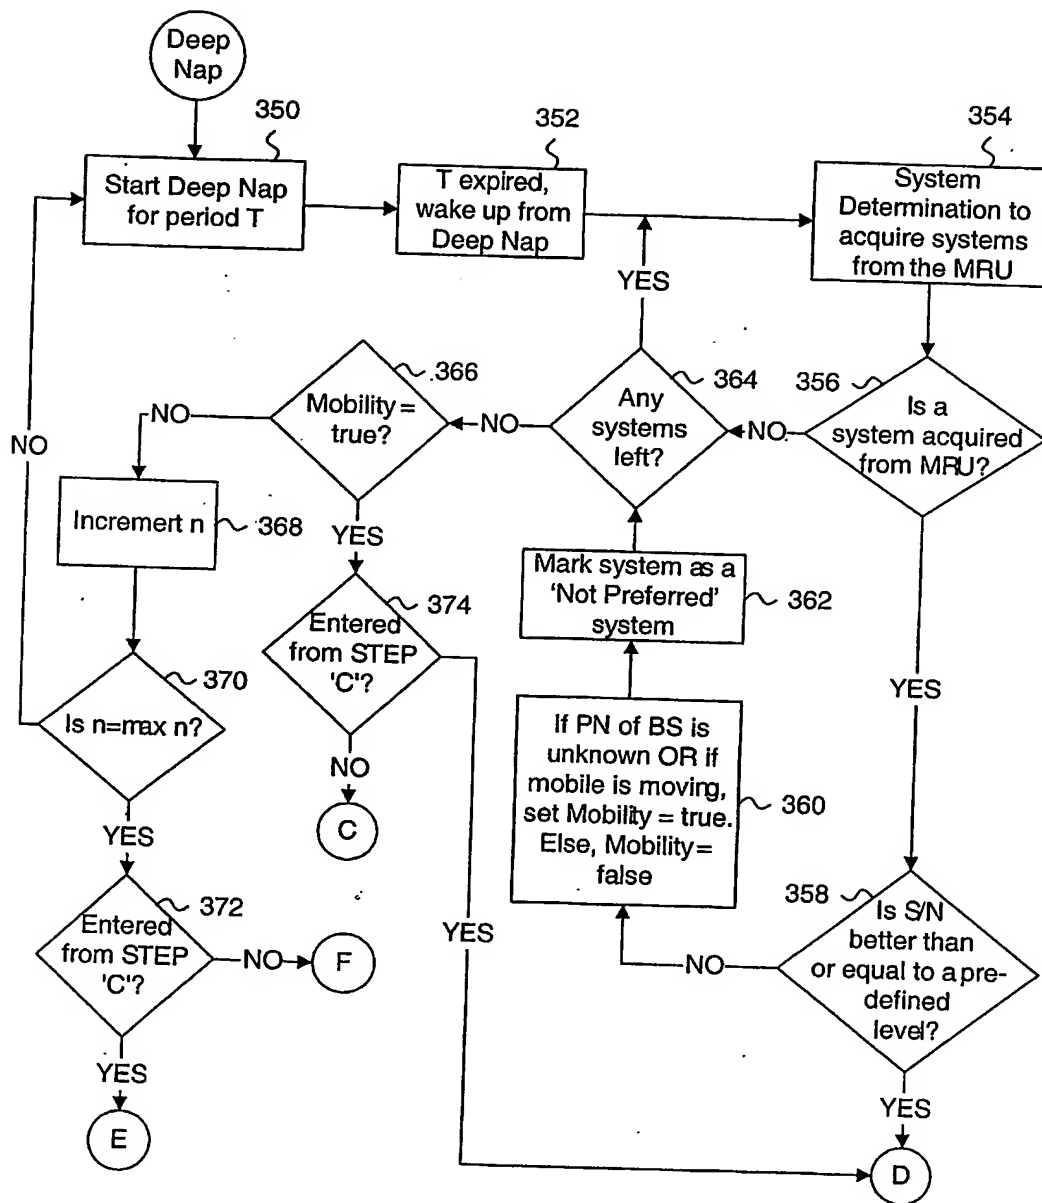 Deep
Nap
350
Start Deep Nap
for period T
352
T expired,
wake up from
Deep Nap
354
System
Determination to
acquire systems
from the MRU
YES
366
Mobility =
true?
NO
NO
364
Any
systems
left?
NO
356
Is a
system acquired
from MRU?
NO
Incremert n
368
YES
Mark system as a
'Not Preferred'
system
362
374
Entered
from STEP
'C'?
YES
370
Is n=max n?
NO
C
If PN of BS is
unknown OR if
mobile is moving,
set Mobility = true.
Else, Mobility =
false
360
YES
372
Entered
from STEP
'C'?
NO
F
YES
358
Is S/N
better than
or equal to a pre-
defined
level?
NO
YES
E
YES
D